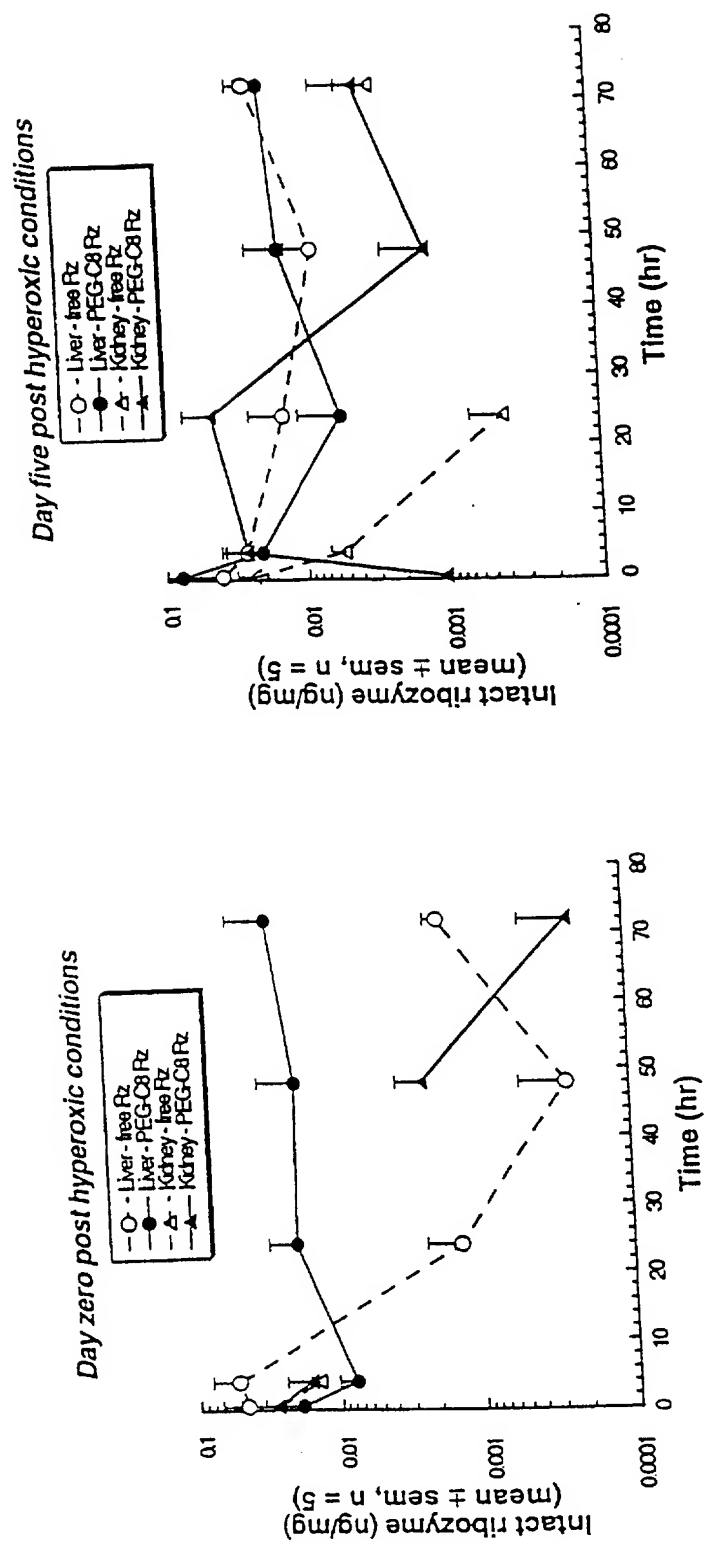 Day zero post hyperoxic conditions
Liver - free Rz
Liver - PEG-C8 Rz
Kidney - free Rz
Kidney - PEG-C8 Rz
Intact ribozyme (ng/mg)
(mean ± sem, n = 5)
0.1
0.01
0.001
0.0001
0
10
20
30
40
50
60
70
80
Time (hr)
Day five post hyperoxic conditions
Liver - free Rz
Liver - PEG-C8 Rz
Kidney - free Rz
Kidney - PEG-C8 Rz
Intact ribozyme (ng/mg)
(mean ± sem, n = 5)
0.1
0.01
0.001
0.0001
0
10
20
30
40
50
60
70
80
Time (hr)